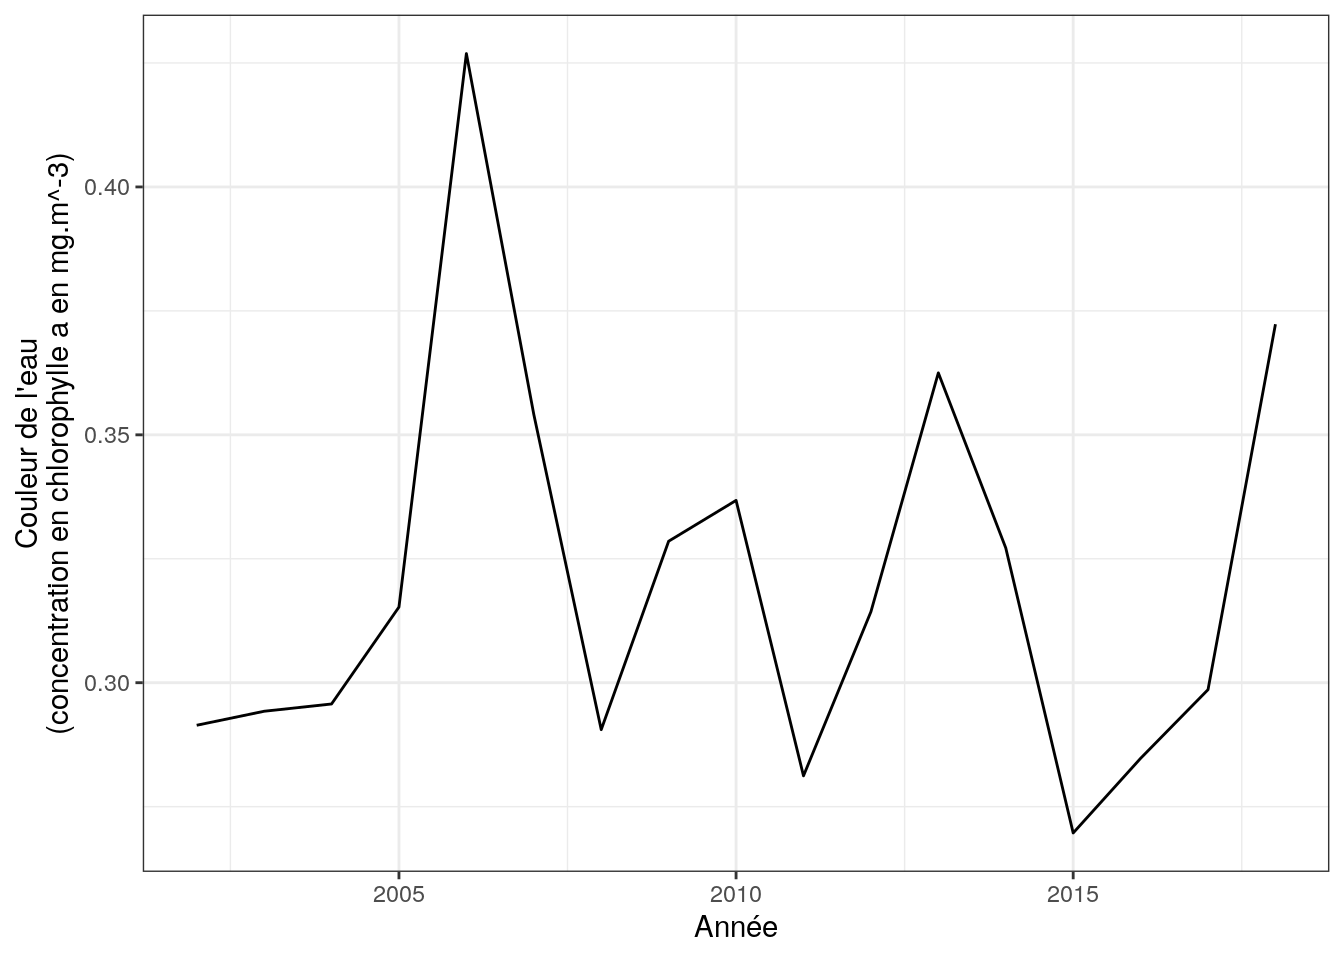 Couleur de l'eau
(concentration en chlorophylle a en mg.m^-3)
0.40
0.35
0.30
2005
2010
2015
Année